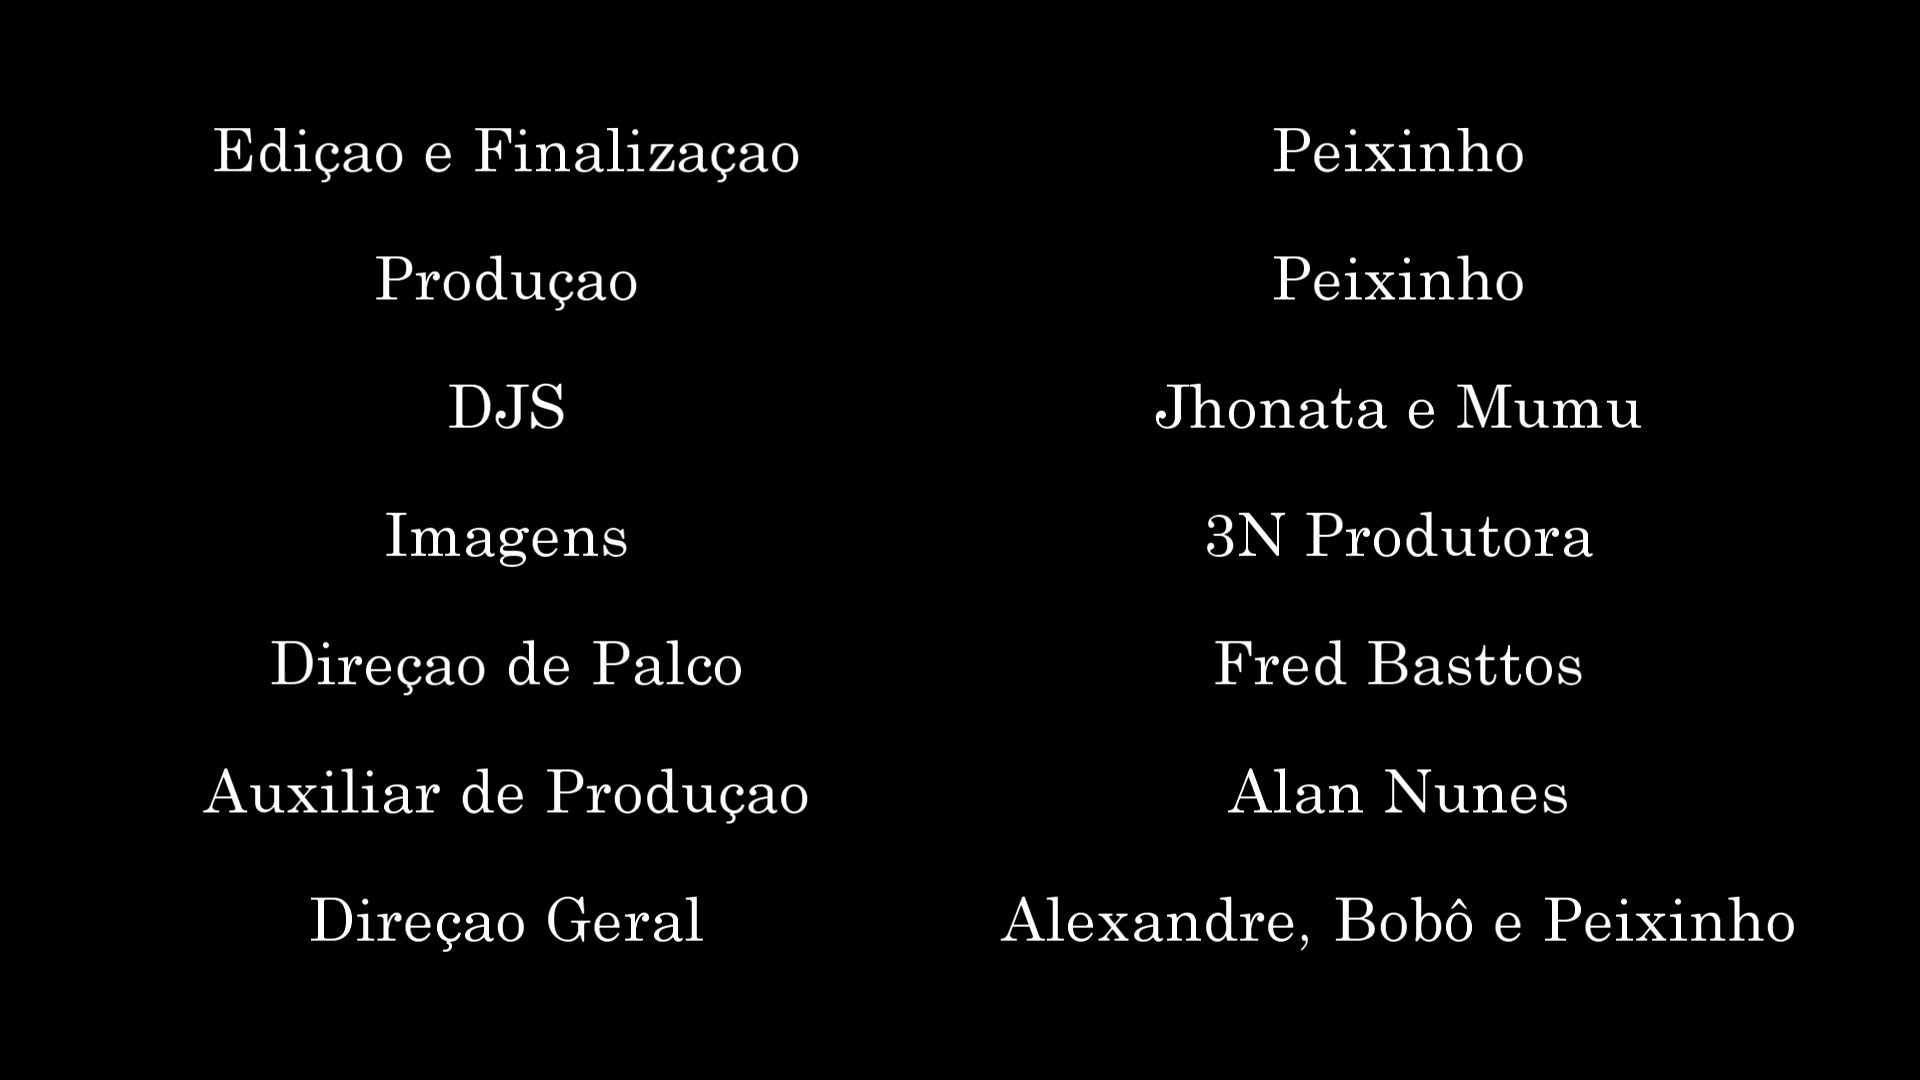 Ediçao e Finalizaçao Peixinho
Produçao Peixinho
DJS Jhonata e Mumu
Imagens 3N Produtora
Direçao de Palco Fred Basttos
Auxiliar de Produçao Alan Nunes
Direçao Geral Alexandre, Bobô e Peixinho